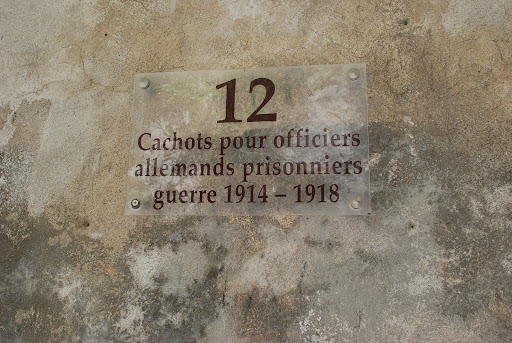 12
Cachots pour officiers
allemands prisonniers
guerre 1914 – 1918